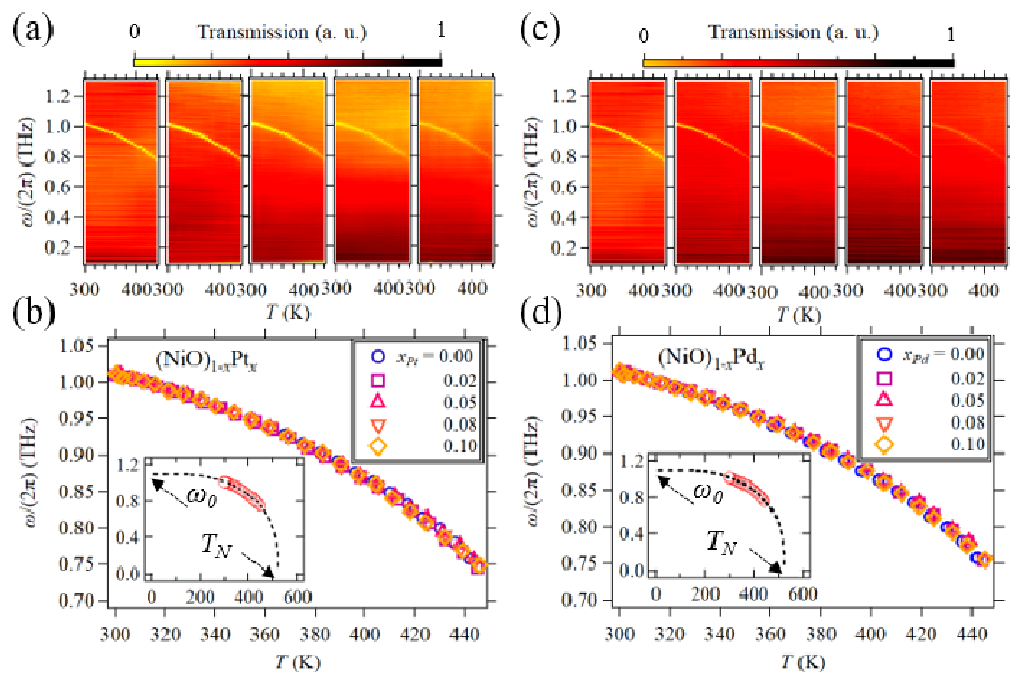 (a)
0 Transmission (a. u.) 1
ω/(2π) (THz)
1.2
1.0
0.8
0.6
0.4
0.2
300 400 300 400 300 400 300 400 300 400
T (K)
(c)
0 Transmission (a. u.) 1
ω/(2π) (THz)
1.2
1.0
0.8
0.6
0.4
0.2
300 400 300 400 300 400 300 400 300 400
T (K)
(b)
ω/(2π) (THz)
1.05
1.00
0.95
0.90
0.85
0.80
0.75
0.70
(NiO)1-xPtx
xPt = 0.00
0.02
0.05
0.08
0.10
1.2
0.8
0.4
0.0
ω0
TN
0 200 400 600
300 320 340 360 380 400 420 440
T (K)
(d)
ω/(2π) (THz)
1.05
1.00
0.95
0.90
0.85
0.80
0.75
0.70
(NiO)1-xPdx
xPd = 0.00
0.02
0.05
0.08
0.10
1.2
0.8
0.4
0.0
ω0
TN
0 200 400 600
300 320 340 360 380 400 420 440
T (K)